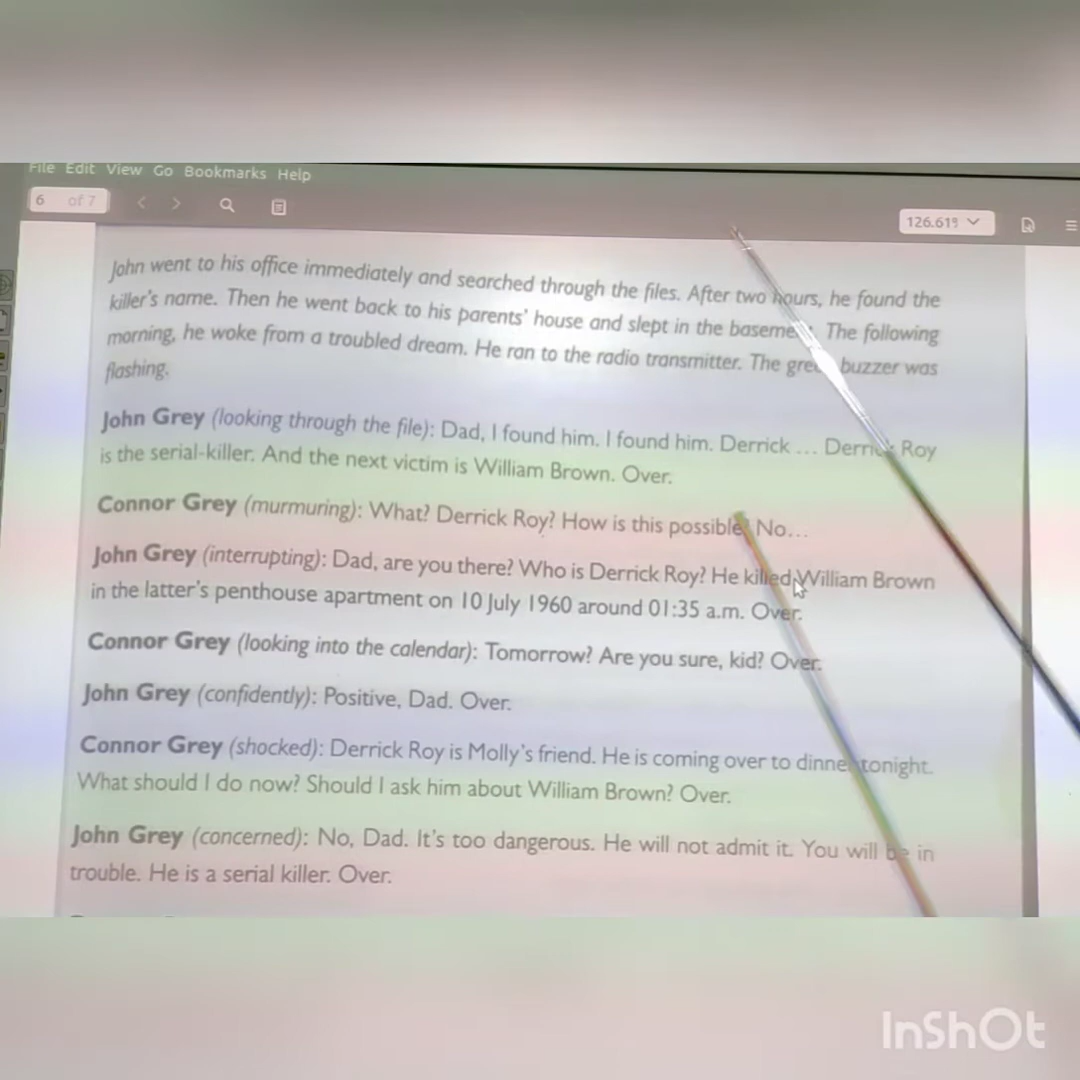 File Edit View Go Bookmarks Help
6 of 7
126.61%
John went to his office immediately and searched through the files. After two hours, he found the
killer's name. Then he went back to his parents' house and slept in the basement. The following
morning, he woke from a troubled dream. He ran to the radio transmitter. The green buzzer was
flashing.
John Grey (looking through the file): Dad, I found him. I found him. Derrick ... Derrick Roy
is the serial-killer. And the next victim is William Brown. Over.
Connor Grey (murmuring): What? Derrick Roy? How is this possible? No...
John Grey (interrupting): Dad, are you there? Who is Derrick Roy? He killed William Brown
in the latter's penthouse apartment on 10 July 1960 around 01:35 a.m. Over.
Connor Grey (looking into the calendar): Tomorrow? Are you sure, kid? Over.
John Grey (confidently): Positive, Dad. Over.
Connor Grey (shocked): Derrick Roy is Molly's friend. He is coming over to dinner tonight.
What should I do now? Should I ask him about William Brown? Over.
John Grey (concerned): No, Dad. It's too dangerous. He will not admit it. You will be in
trouble. He is a serial killer. Over.
InShOt